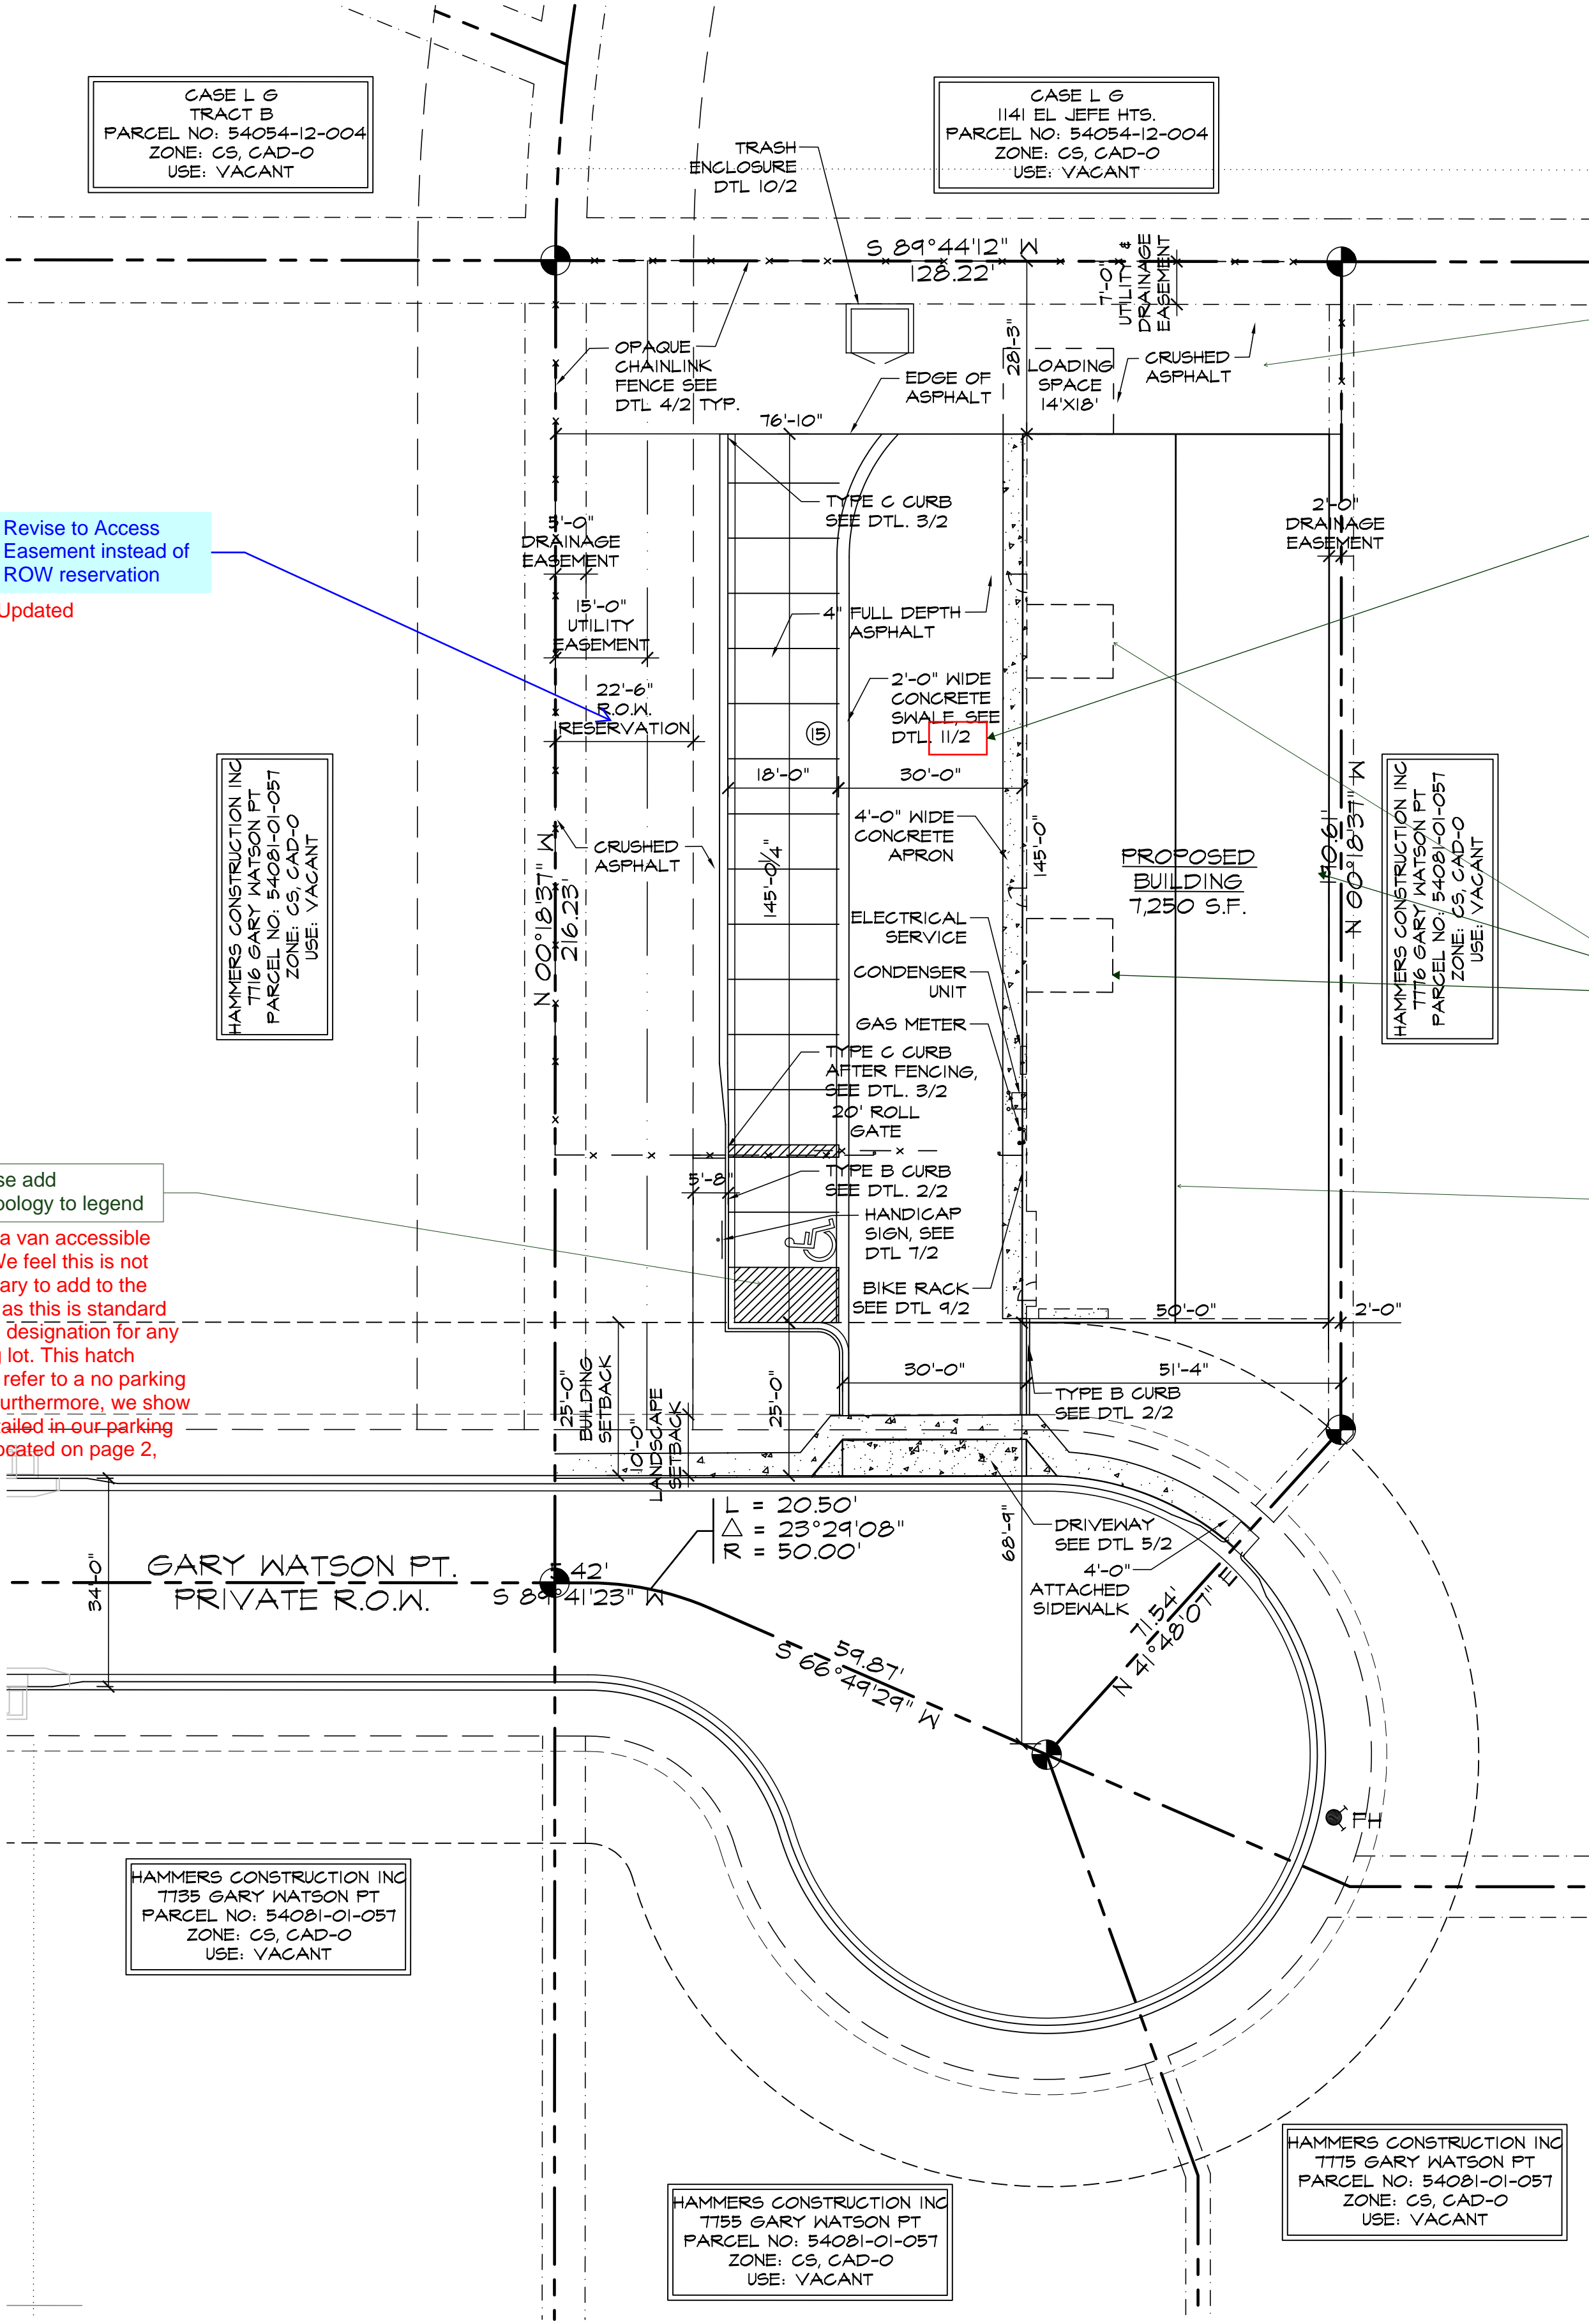 CASE L G
TRACT B
PARCEL NO: 54054-12-004
ZONE: CS, CAD-O
USE: VACANT
CASE L G
1141 EL JEFE HTS.
PARCEL NO: 54054-12-004
ZONE: CS, CAD-O
USE: VACANT
TRASH
ENCLOSURE
DTL 10/2
S 89°44'12" W
128.22'
7'-0"
UTILITY &
DRAINAGE
EASEMENT
OPAQUE
CHAINLINK
FENCE SEE
DTL 4/2 TYP.
28'-3"
LOADING
SPACE
14'X18'
CRUSHED
ASPHALT
EDGE OF
ASPHALT
76'-10"
TYPE C CURB
SEE DTL. 3/2
Revise to Access
Easement instead of
ROW reservation
Updated
5'-0"
DRAINAGE
EASEMENT
2'-0"
DRAINAGE
EASEMENT
15'-0"
UTILITY
EASEMENT
4" FULL DEPTH
ASPHALT
22'-6"
R.O.W.
RESERVATION
2'-0" WIDE
CONCRETE
SWALE, SEE
DTL. 11/2
15
18'-0"
30'-0"
HAMMERS CONSTRUCTION INC
7716 GARY WATSON PT
PARCEL NO: 54081-01-057
ZONE: CS, CAD-O
USE: VACANT
HAMMERS CONSTRUCTION INC
7716 GARY WATSON PT
PARCEL NO: 54081-01-057
ZONE: CS, CAD-O
USE: VACANT
4'-0" WIDE
CONCRETE
APRON
CRUSHED
ASPHALT
145'-0 1/4"
145'-0"
PROPOSED
BUILDING
7,250 S.F.
N 00°18'37" W
216.23'
N 00°18'37" W
ELECTRICAL
SERVICE
CONDENSER
UNIT
GAS METER
TYPE C CURB
AFTER FENCING,
SEE DTL. 3/2
20' ROLL
GATE
5'-8"
TYPE B CURB
SEE DTL. 2/2
HANDICAP
SIGN, SEE
DTL 7/2
BIKE RACK
SEE DTL 9/2
50'-0"
2'-0"
se add
pology to legend
a van accessible
We feel this is not
ary to add to the
as this is standard
designation for any
g lot. This hatch
refer to a no parking
urthermore, we show
tailed in our parking
ocated on page 2,
25'-0"
BUILDING
SETBACK
10'-0"
LANDSCAPE
SETBACK
25'-0"
30'-0"
51'-4"
TYPE B CURB
SEE DTL 2/2
L = 20.50'
△ = 23°29'08"
R = 50.00'
68'-9"
DRIVEWAY
SEE DTL 5/2
4'-0"
ATTACHED
SIDEWALK
34'-0"
GARY WATSON PT.
PRIVATE R.O.W.
5.42'
S 89°41'23" W
59.87'
S 66°49'29" W
71.54'
N 41°48'07" E
FH
HAMMERS CONSTRUCTION INC
7735 GARY WATSON PT
PARCEL NO: 54081-01-057
ZONE: CS, CAD-O
USE: VACANT
HAMMERS CONSTRUCTION INC
7755 GARY WATSON PT
PARCEL NO: 54081-01-057
ZONE: CS, CAD-O
USE: VACANT
HAMMERS CONSTRUCTION INC
7775 GARY WATSON PT
PARCEL NO: 54081-01-057
ZONE: CS, CAD-O
USE: VACANT